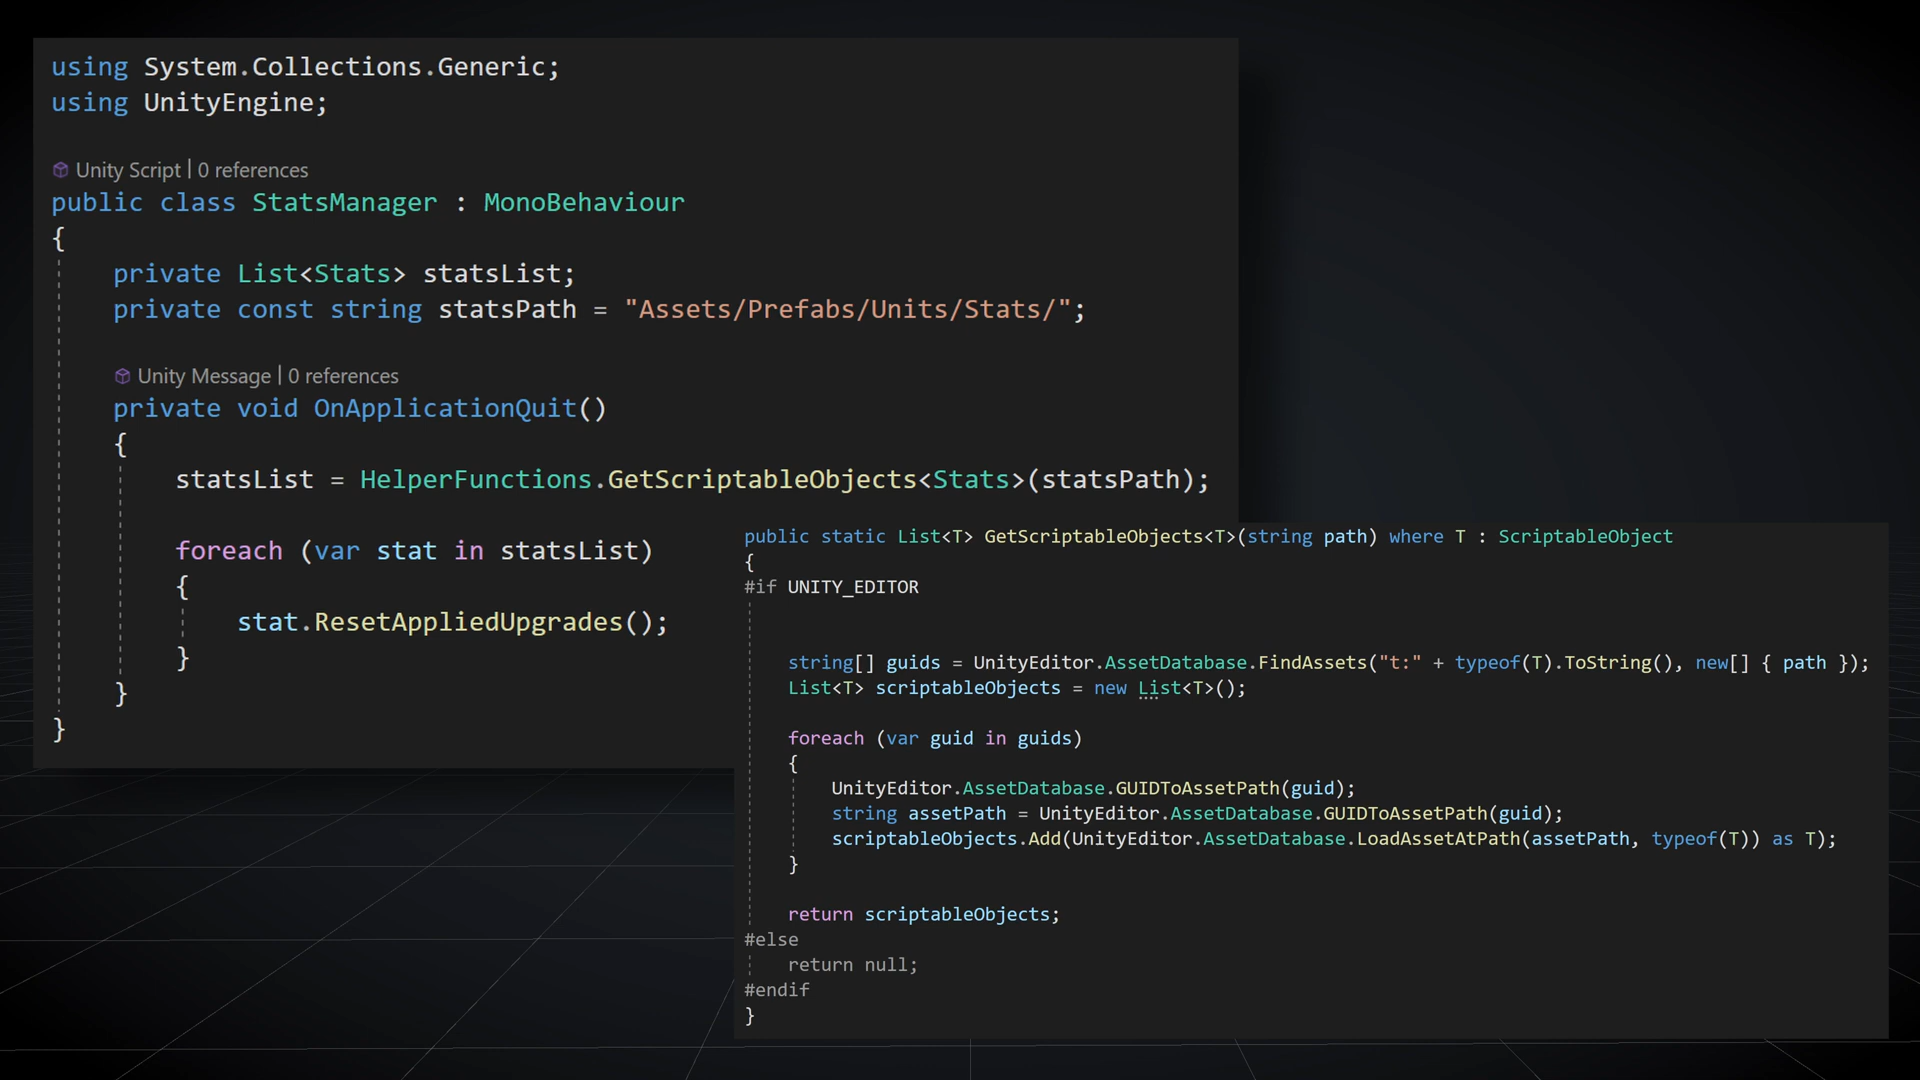 using System.Collections.Generic;
using UnityEngine;
Unity Script | 0 references
public class StatsManager : MonoBehaviour
{
private List<Stats> statsList;
private const string statsPath = "Assets/Prefabs/Units/Stats/";
Unity Message | 0 references
private void OnApplicationQuit()
{
statsList = HelperFunctions.GetScriptableObjects<Stats>(statsPath);
foreach (var stat in statsList)
{
stat.ResetAppliedUpgrades();
}
}
}
public static List<T> GetScriptableObjects<T>(string path) where T : ScriptableObject
{
#if UNITY_EDITOR
string[] guids = UnityEditor.AssetDatabase.FindAssets("t:" + typeof(T).ToString(), new[] { path });
List<T> scriptableObjects = new List<T>();
foreach (var guid in guids)
{
UnityEditor.AssetDatabase.GUIDToAssetPath(guid);
string assetPath = UnityEditor.AssetDatabase.GUIDToAssetPath(guid);
scriptableObjects.Add(UnityEditor.AssetDatabase.LoadAssetAtPath(assetPath, typeof(T)) as T);
}
return scriptableObjects;
#else
return null;
#endif
}